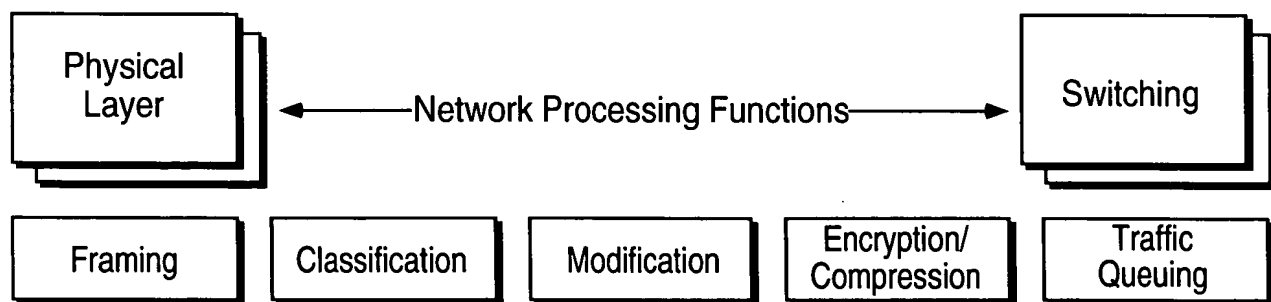 Physical
Layer
Network Processing Functions
Switching
Framing
Classification
Modification
Encryption/
Compression
Traffic
Queuing